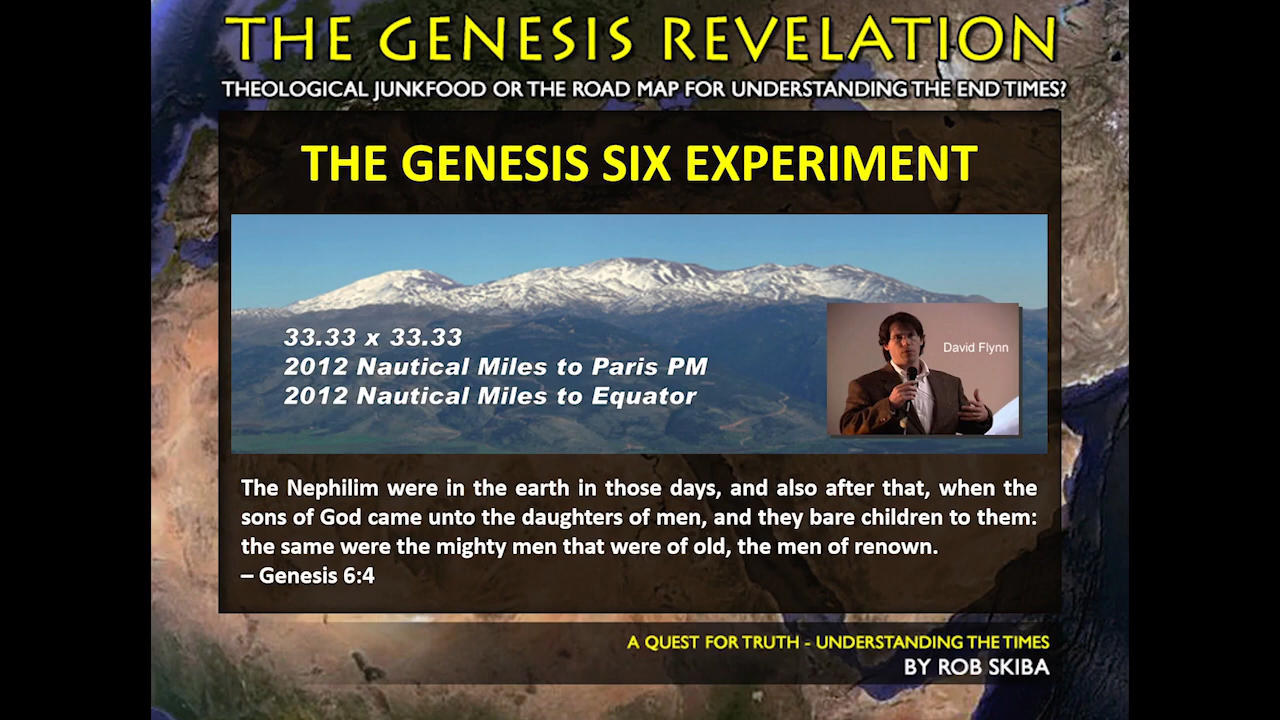 THE GENESIS REVELATION
THEOLOGICAL JUNKFOOD OR THE ROAD MAP FOR UNDERSTANDING THE END TIMES?
THE GENESIS SIX EXPERIMENT
33.33 x 33.33
2012 Nautical Miles to Paris PM
2012 Nautical Miles to Equator
David Flynn
The Nephilim were in the earth in those days, and also after that, when the
sons of God came unto the daughters of men, and they bare children to them:
the same were the mighty men that were of old, the men of renown.
– Genesis 6:4
A QUEST FOR TRUTH - UNDERSTANDING THE TIMES
BY ROB SKIBA